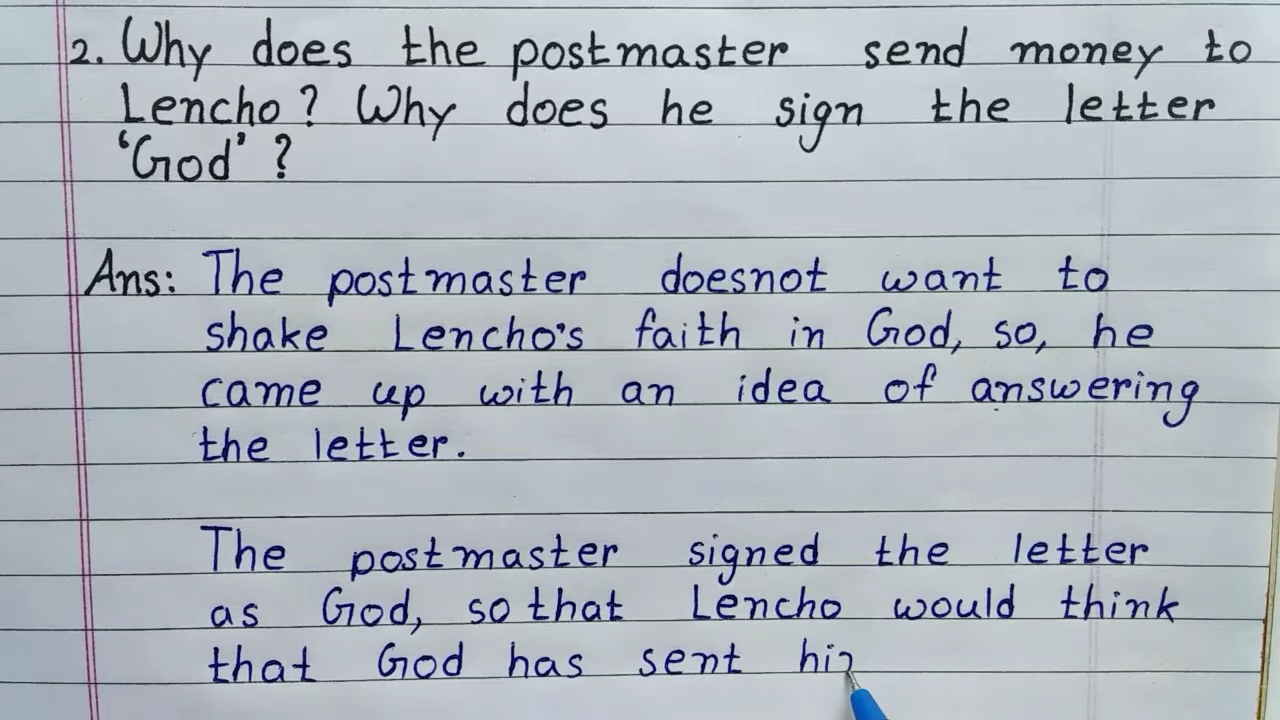 2. Why does the postmaster send money to
Lencho? Why does he sign the letter
'God'?
Ans: The postmaster doesnot want to
shake Lencho's faith in God, so, he
came up with an idea of answering
the letter.
The postmaster signed the letter
as God, so that Lencho would think
that God has sent